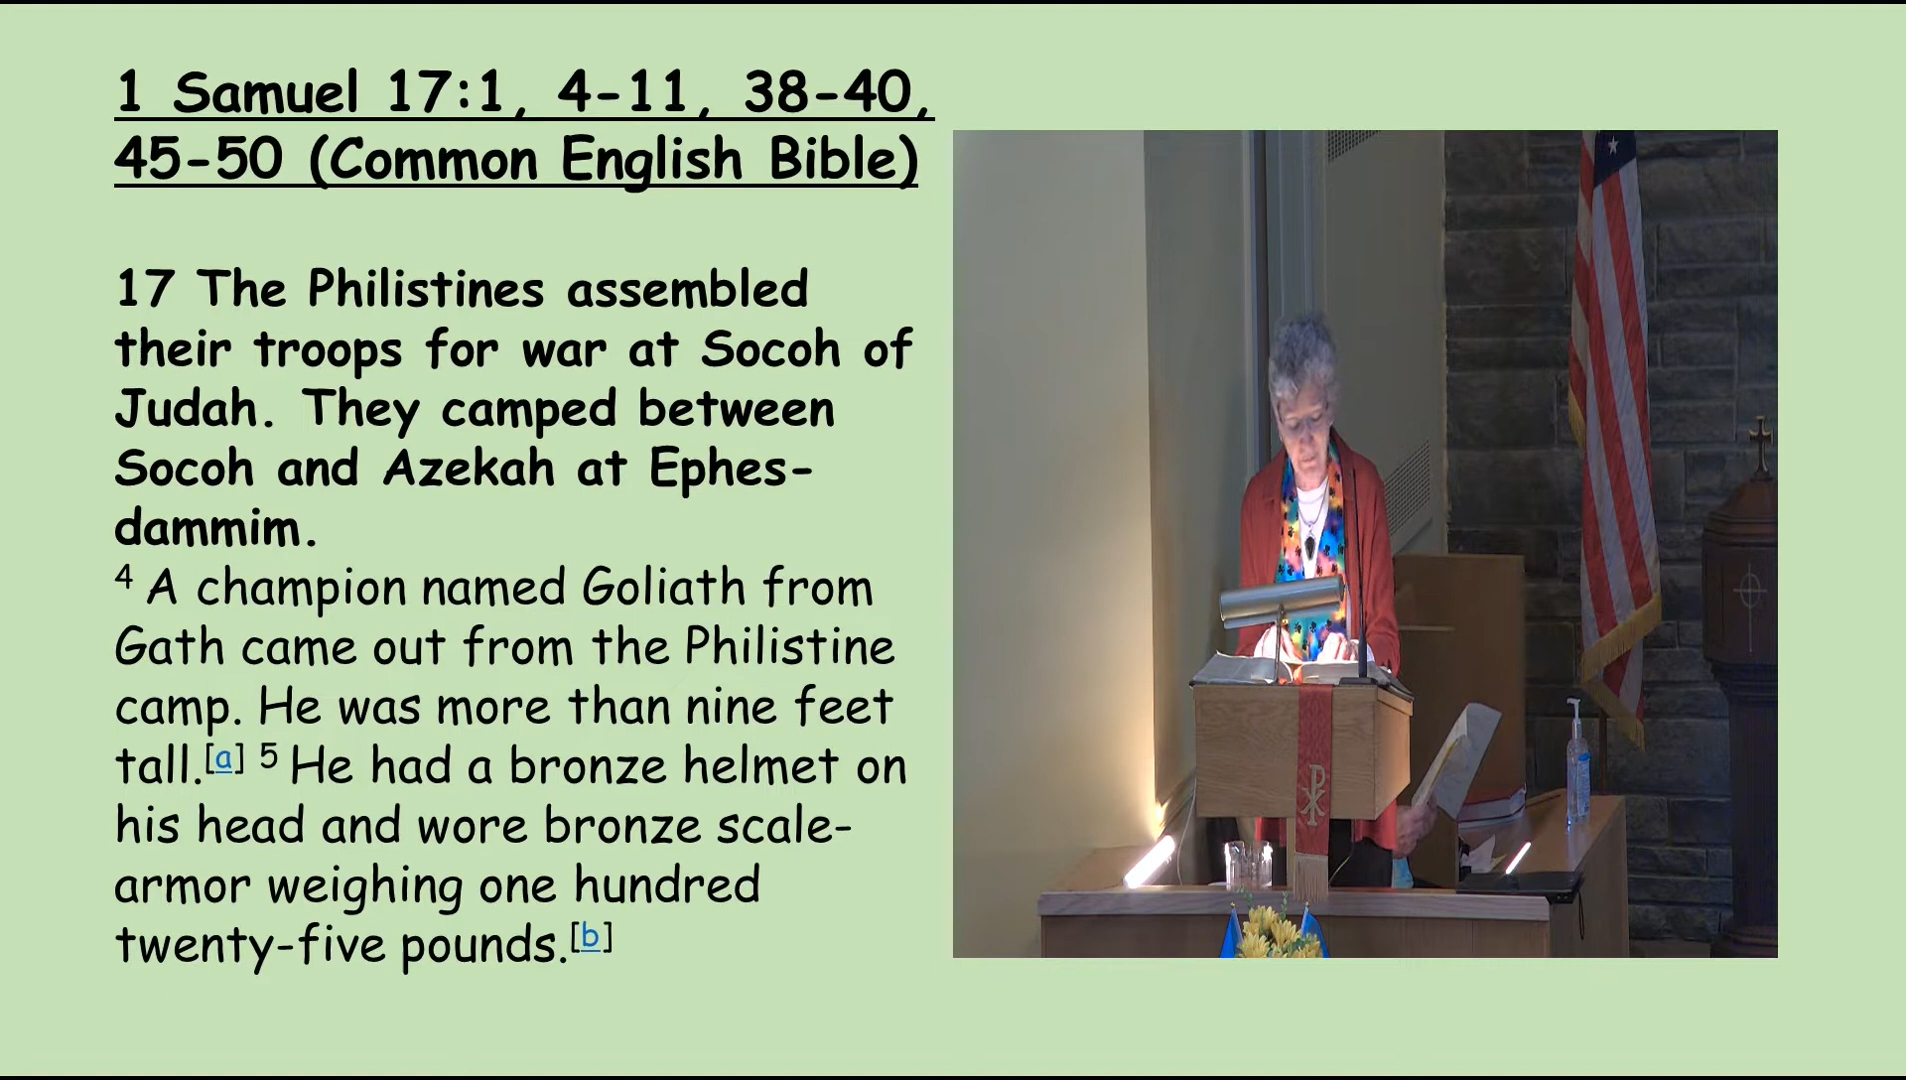 1 Samuel 17:1, 4-11, 38-40,
45-50 (Common English Bible)
17 The Philistines assembled
their troops for war at Socoh of
Judah. They camped between
Socoh and Azekah at Ephes-
dammim.
4 A champion named Goliath from
Gath came out from the Philistine
camp. He was more than nine feet
tall.[a] 5 He had a bronze helmet on
his head and wore bronze scale-
armor weighing one hundred
twenty-five pounds.[b]